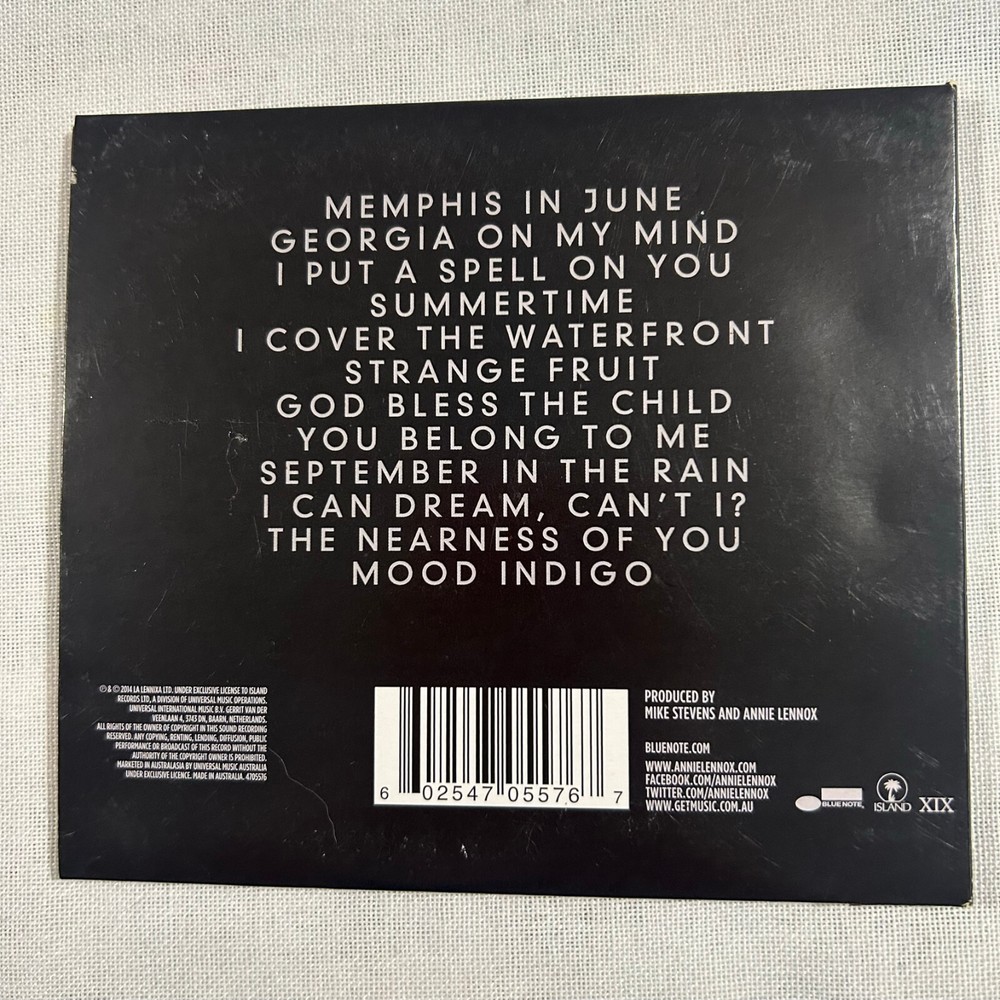 MEMPHIS IN JUNE
GEORGIA ON MY MIND
I PUT A SPELL ON YOU
SUMMERTIME
I COVER THE WATERFRONT
STRANGE FRUIT
GOD BLESS THE CHILD
YOU BELONG TO ME
SEPTEMBER IN THE RAIN
I CAN DREAM, CAN'T I?
THE NEARNESS OF YOU
MOOD INDIGO
℗ & © 2014 LA LENNOXA LTD. UNDER EXCLUSIVE LICENSE TO ISLAND
RECORDS LTD, A DIVISION OF UNIVERSAL MUSIC OPERATIONS.
UNIVERSAL INTERNATIONAL MUSIC B.V. GERRIT VAN DER
VEENLAAN 4, 3743 DN, BAARN, NETHERLANDS.
ALL RIGHTS OF THE OWNER OF COPYRIGHT IN THIS SOUND RECORDING
RESERVED. ANY COPYING, RENTING, LENDING, DIFFUSION, PUBLIC
PERFORMANCE OR BROADCAST OF THIS RECORD WITHOUT THE
AUTHORITY OF THE COPYRIGHT OWNER IS PROHIBITED.
MARKETED IN AUSTRALASIA BY UNIVERSAL MUSIC AUSTRALIA
UNDER EXCLUSIVE LICENCE. MADE IN AUSTRALIA. 4705576
6 02547 05576 7
PRODUCED BY
MIKE STEVENS AND ANNIE LENNOX
BLUENOTE.COM
WWW.ANNIELENNOX.COM
FACEBOOK.COM/ANNIELENNOX
TWITTER.COM/ANNIELENNOX
WWW.GETMUSIC.COM.AU
BLUE NOTE
ISLAND
XIX